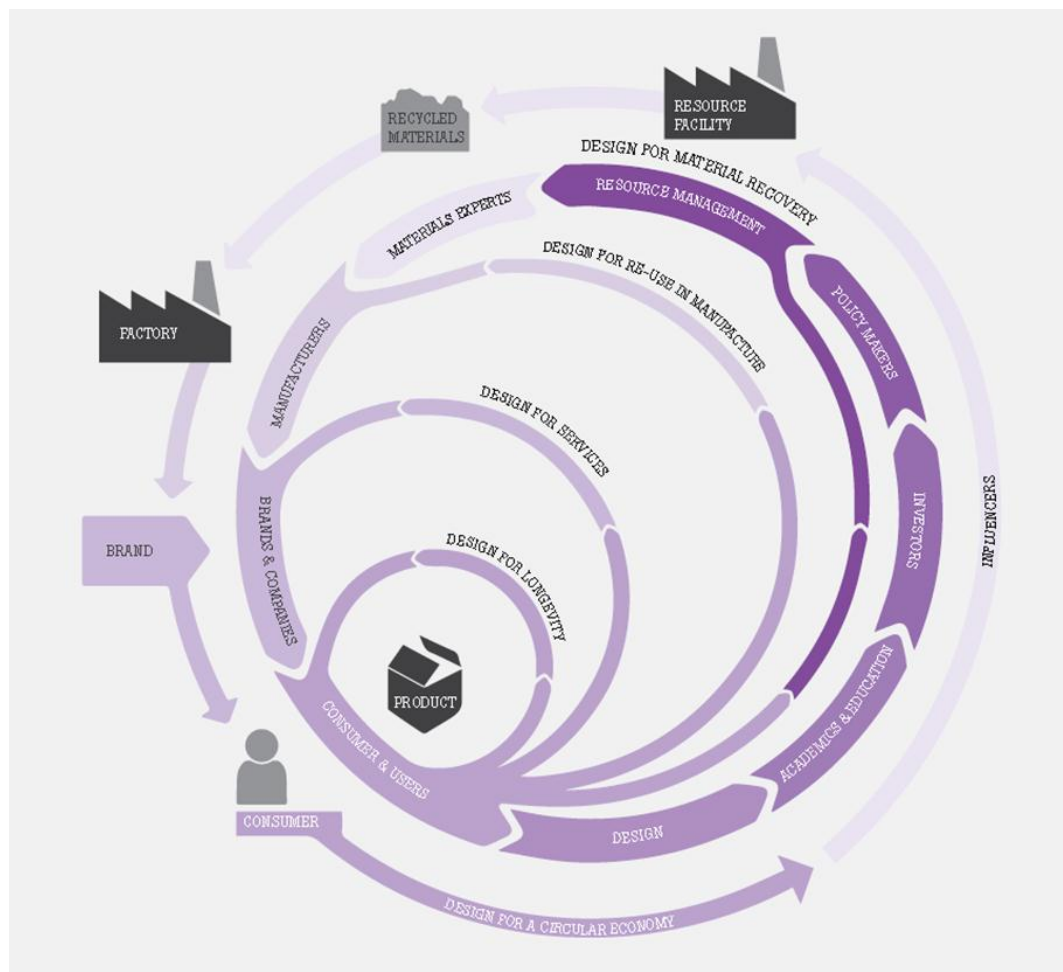 RESOURCE
FACILITY
RECYCLED
MATERIALS
DESIGN FOR MATERIAL RECOVERY
RESOURCE MANAGEMENT
MATERIALS EXPERTS
DESIGN FOR RE-USE IN MANUFACTURE
POLICY MAKERS
FACTORY
MANUFACTURERS
DESIGN FOR SERVICES
INFLUENCERS
INVESTORS
BRAND
BRANDS & COMPANIES
DESIGN FOR LONGEVITY
PRODUCT
CONSUMER & USERS
ACADEMICS & EDUCATION
CONSUMER
DESIGN
DESIGN FOR A CIRCULAR ECONOMY